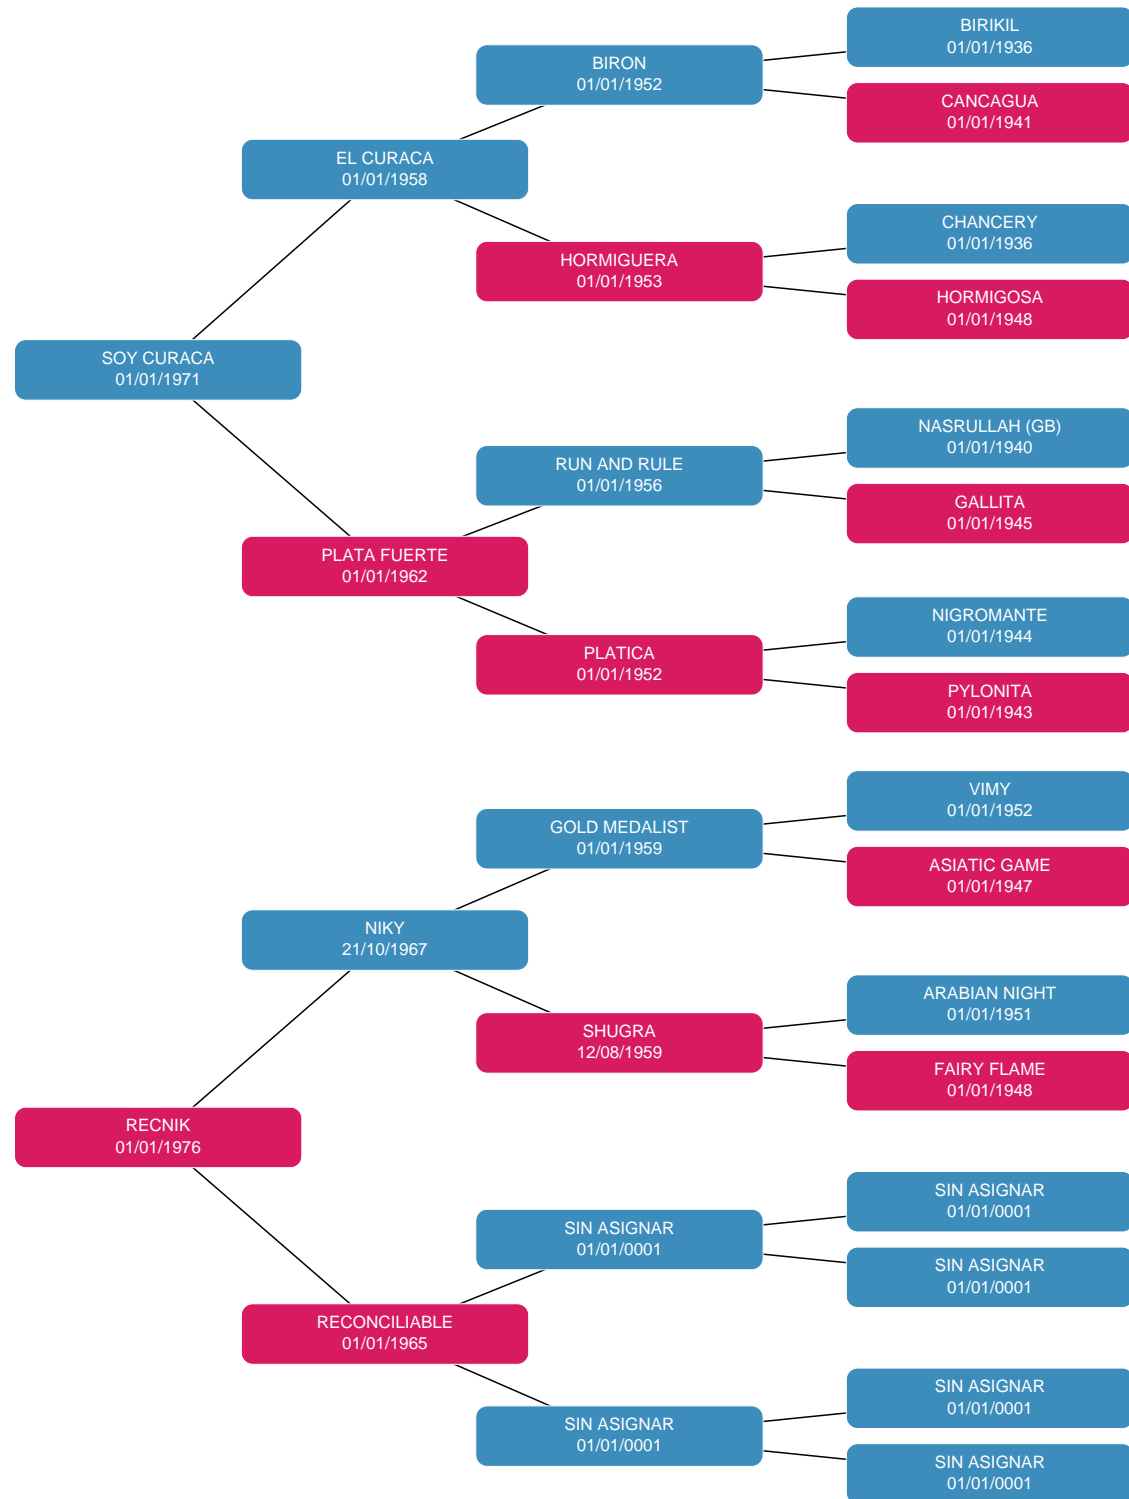 BIRIKIL
01/01/1936
BIRON
01/01/1952
CANCAGUA
01/01/1941
EL CURACA
01/01/1958
CHANCERY
01/01/1936
HORMIGUERA
01/01/1953
HORMIGOSA
01/01/1948
SOY CURACA
01/01/1971
NASRULLAH (GB)
01/01/1940
RUN AND RULE
01/01/1956
GALLITA
01/01/1945
PLATA FUERTE
01/01/1962
NIGROMANTE
01/01/1944
PLATICA
01/01/1952
PYLONITA
01/01/1943
VIMY
01/01/1952
GOLD MEDALIST
01/01/1959
ASIATIC GAME
01/01/1947
NIKY
21/10/1967
ARABIAN NIGHT
01/01/1951
SHUGRA
12/08/1959
FAIRY FLAME
01/01/1948
RECNIK
01/01/1976
SIN ASIGNAR
01/01/0001
SIN ASIGNAR
01/01/0001
SIN ASIGNAR
01/01/0001
RECONCILIABLE
01/01/1965
SIN ASIGNAR
01/01/0001
SIN ASIGNAR
01/01/0001
SIN ASIGNAR
01/01/0001